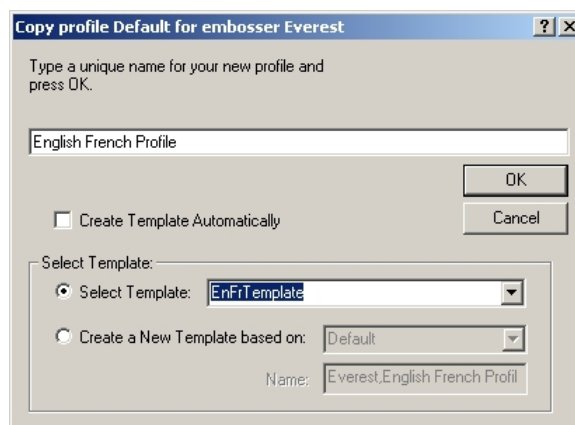 Copy profile Default for embosser Everest
Type a unique name for your new profile and
press OK.
English French Profile
OK
Create Template Automatically
Cancel
Select Template:
Select Template: EnFrTemplate
Create a New Template based on: Default
Name: Everest,English French Profil